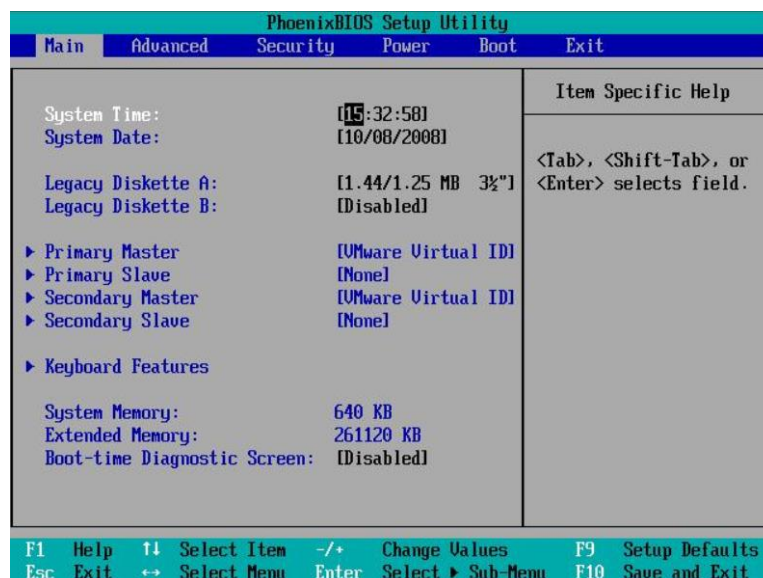 PhoenixBIOS Setup Utility
Main Advanced Security Power Boot Exit
Item Specific Help
System Time: [15:32:58]
System Date: [10/08/2008]
<Tab>, <Shift-Tab>, or
<Enter> selects field.
Legacy Diskette A: [1.44/1.25 MB 3½"]
Legacy Diskette B: [Disabled]
▶ Primary Master [VMware Virtual ID]
▶ Primary Slave [None]
▶ Secondary Master [VMware Virtual ID]
▶ Secondary Slave [None]
▶ Keyboard Features
System Memory: 640 KB
Extended Memory: 261120 KB
Boot-time Diagnostic Screen: [Disabled]
F1 Help ↑↓ Select Item -/+ Change Values F9 Setup Defaults
Esc Exit ↔ Select Menu Enter Select ▶ Sub-Menu F10 Save and Exit